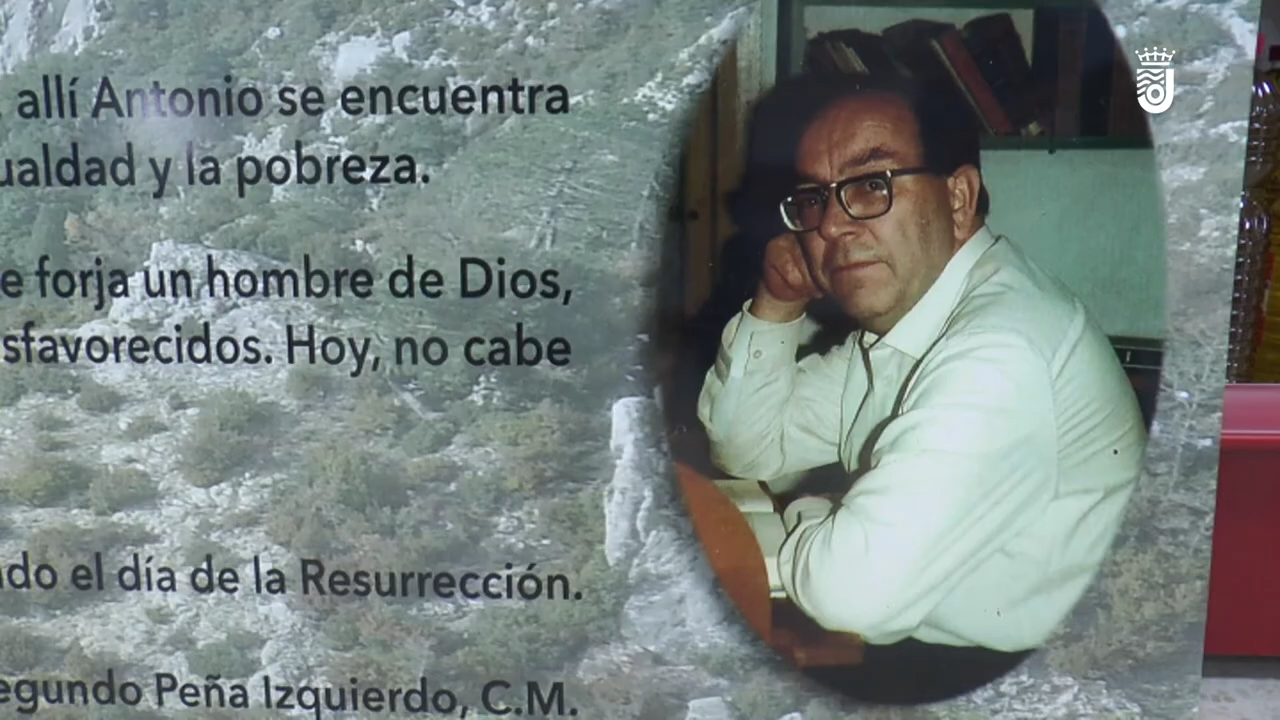 allí Antonio se encuentra
ualdad y la pobreza.
e forja un hombre de Dios,
sfavorecidos. Hoy, no cabe
do el día de la Resurrección.
egundo Peña Izquierdo, C.M.